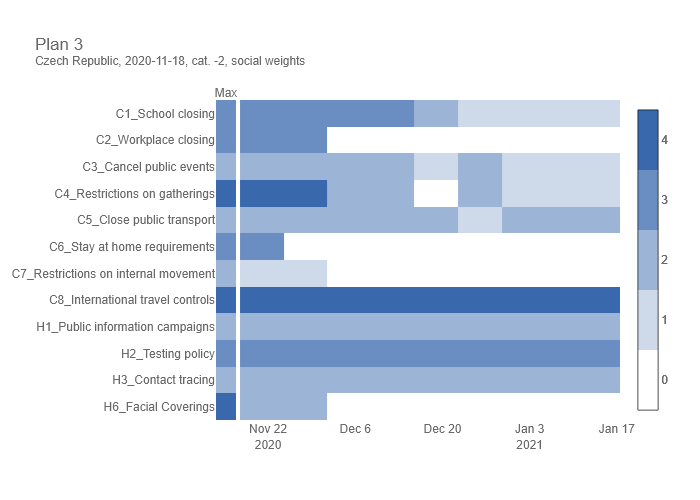 Plan 3
Czech Republic, 2020-11-18, cat. -2, social weights
Max
C1_School closing
C2_Workplace closing
C3_Cancel public events
C4_Restrictions on gatherings
C5_Close public transport
C6_Stay at home requirements
C7_Restrictions on internal movement
C8_International travel controls
H1_Public information campaigns
H2_Testing policy
H3_Contact tracing
H6_Facial Coverings
Nov 22 Dec 6 Dec 20 Jan 3 Jan 17
2020 2021
4
3
2
1
0